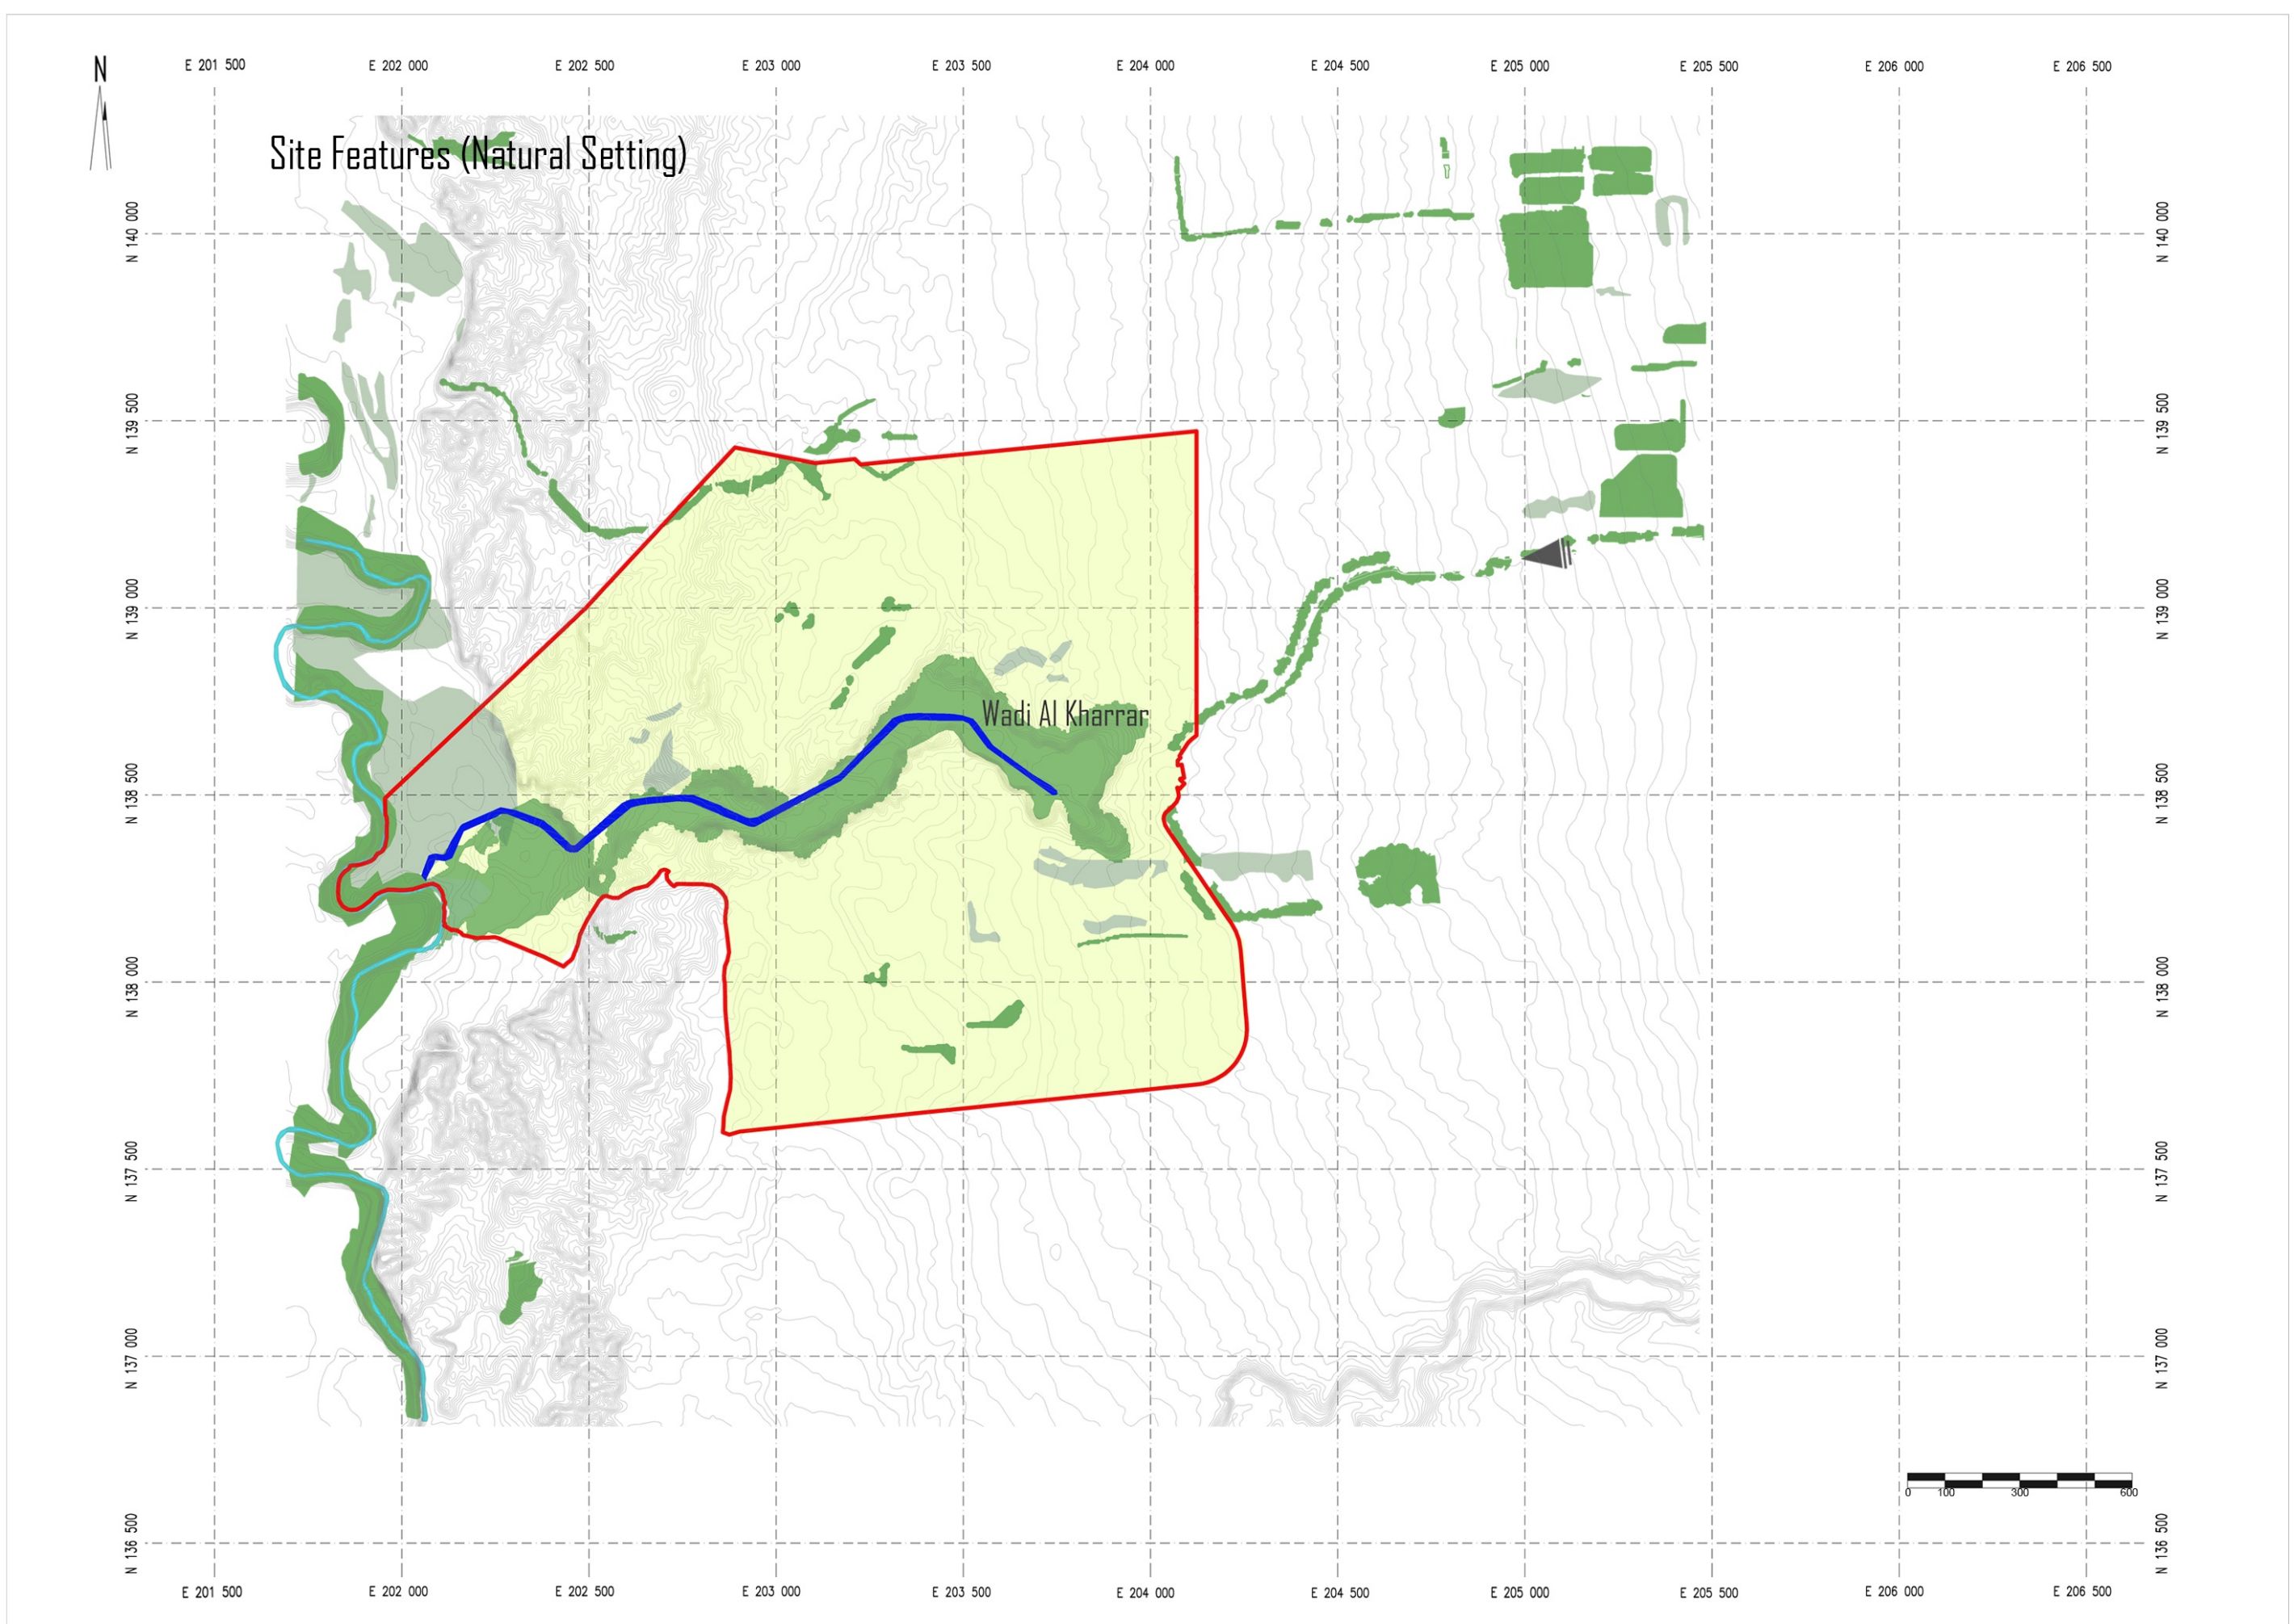 E 201 500 E 202 000 E 202 500 E 203 000 E 203 500 E 204 000 E 204 500 E 205 000 E 205 500 E 206 000 E 206 500
N
Site Features (Natural Setting)
N 140 000 N 140 000
N 139 500 N 139 500
N 139 000 N 139 000
Wadi Al Kharrar
N 138 500 N 138 500
N 138 000 N 138 000
N 137 500 N 137 500
N 137 000 N 137 000
0 100 300 600
N 136 500 N 136 500
E 201 500 E 202 000 E 202 500 E 203 000 E 203 500 E 204 000 E 204 500 E 205 000 E 205 500 E 206 000 E 206 500